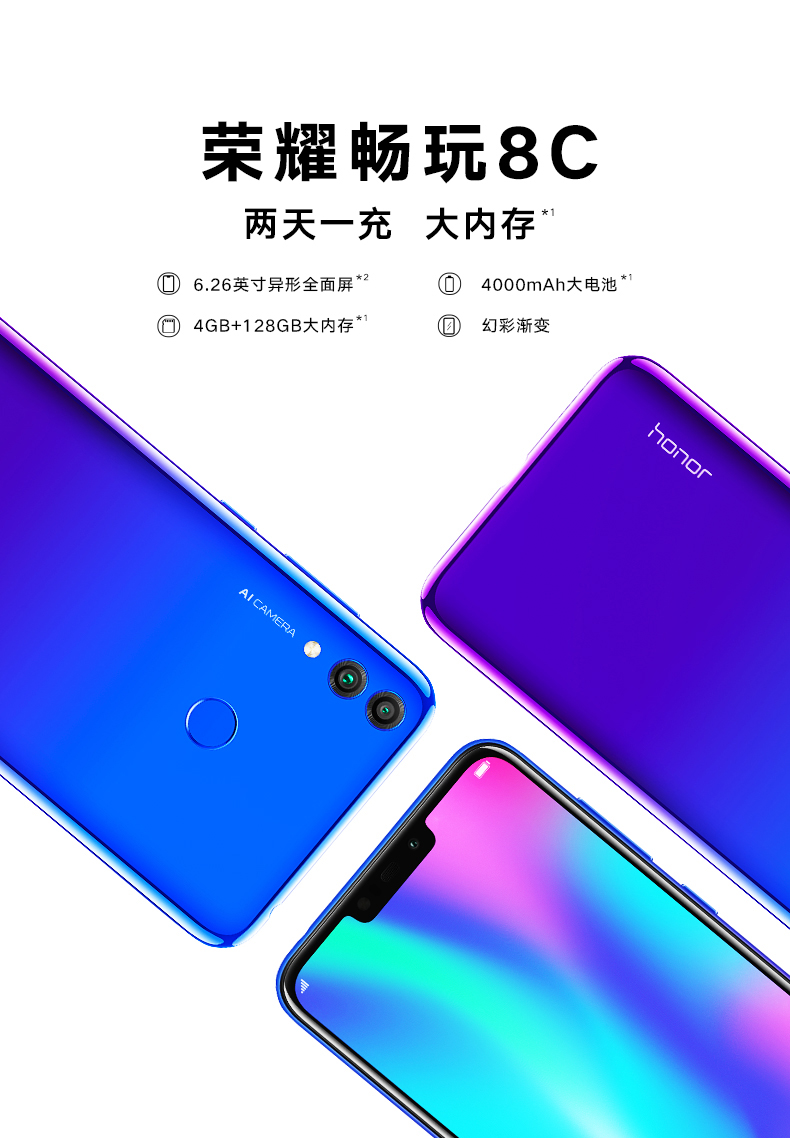 荣耀畅玩8C
两天一充 大内存*1
6.26英寸异形全面屏*2
4000mAh大电池*1
4GB+128GB大内存*1
幻彩渐变
honor
AI CAMERA